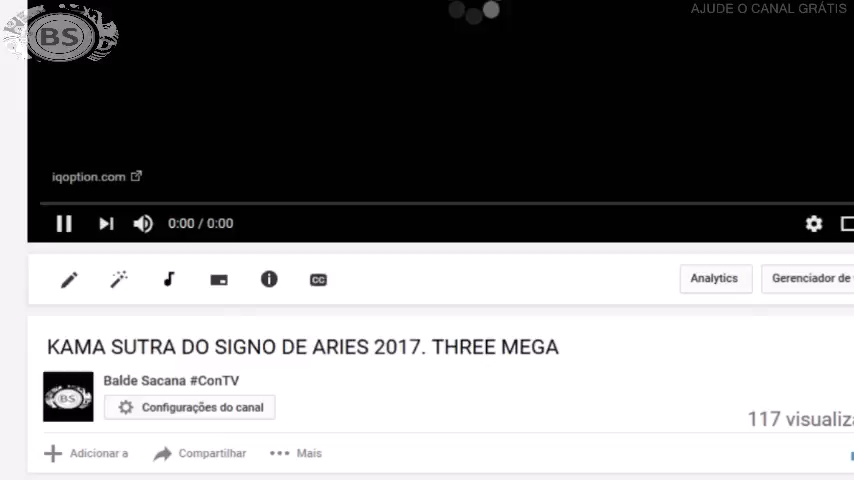 AJUDE O CANAL GRÁTIS
BS
iqoption.com
0:00 / 0:00
CC
Analytics
Gerenciador de
KAMA SUTRA DO SIGNO DE ARIES 2017. THREE MEGA
BS
Balde Sacana #ConTV
Configurações do canal
117 visualiz
Adicionar a
Compartilhar
Mais